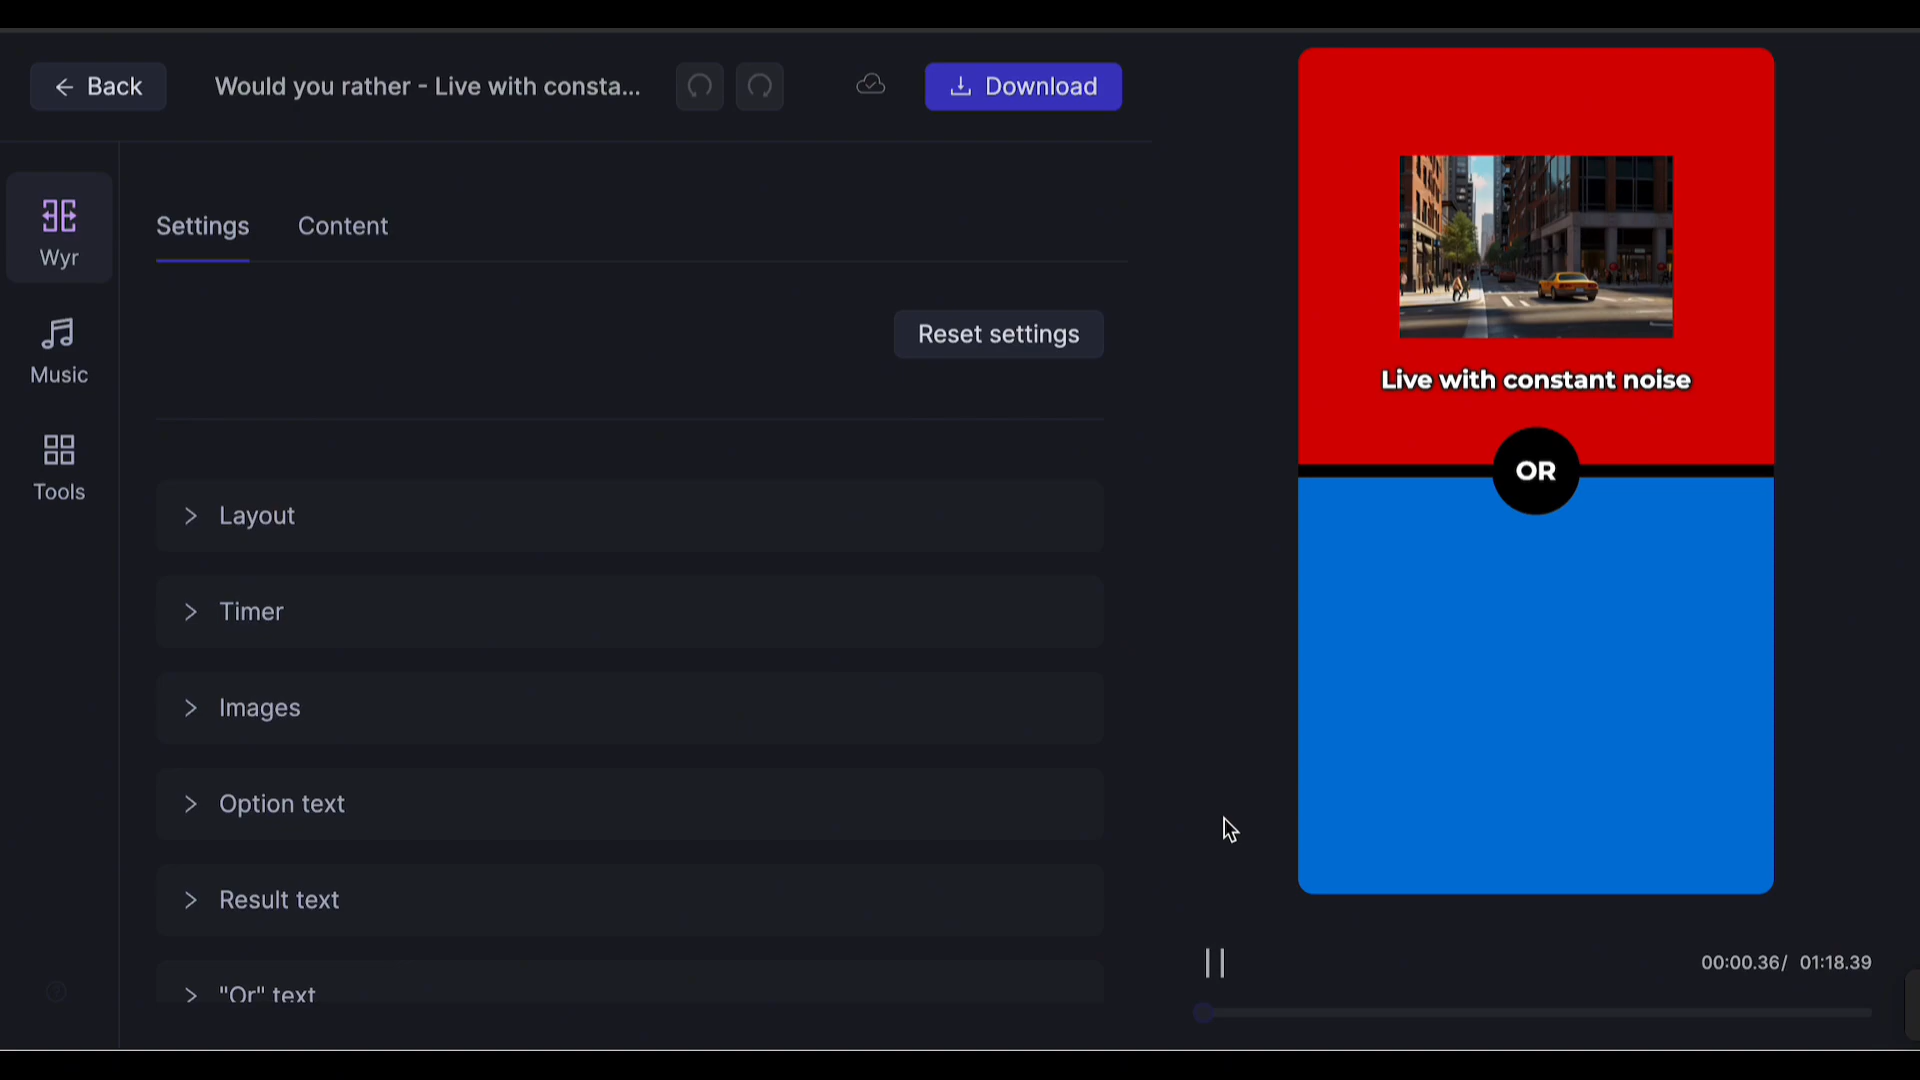 Back
Would you rather - Live with consta...
Download
Wyr
Music
Tools
Settings
Content
Reset settings
Layout
Timer
Images
Option text
Result text
"Or" text
Live with constant noise
OR
00:00.36/ 01:18.39